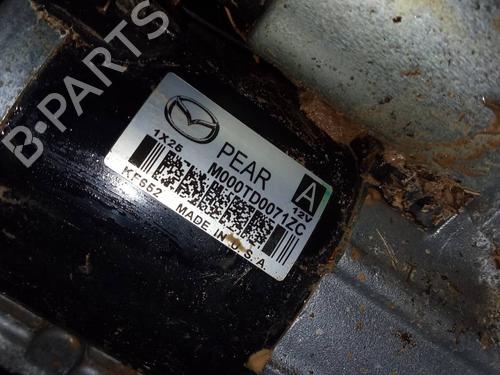 B-PARTS
PEAR
A
1X25
M000TD0071ZC
12V
KF652 MADE IN U.S.A.